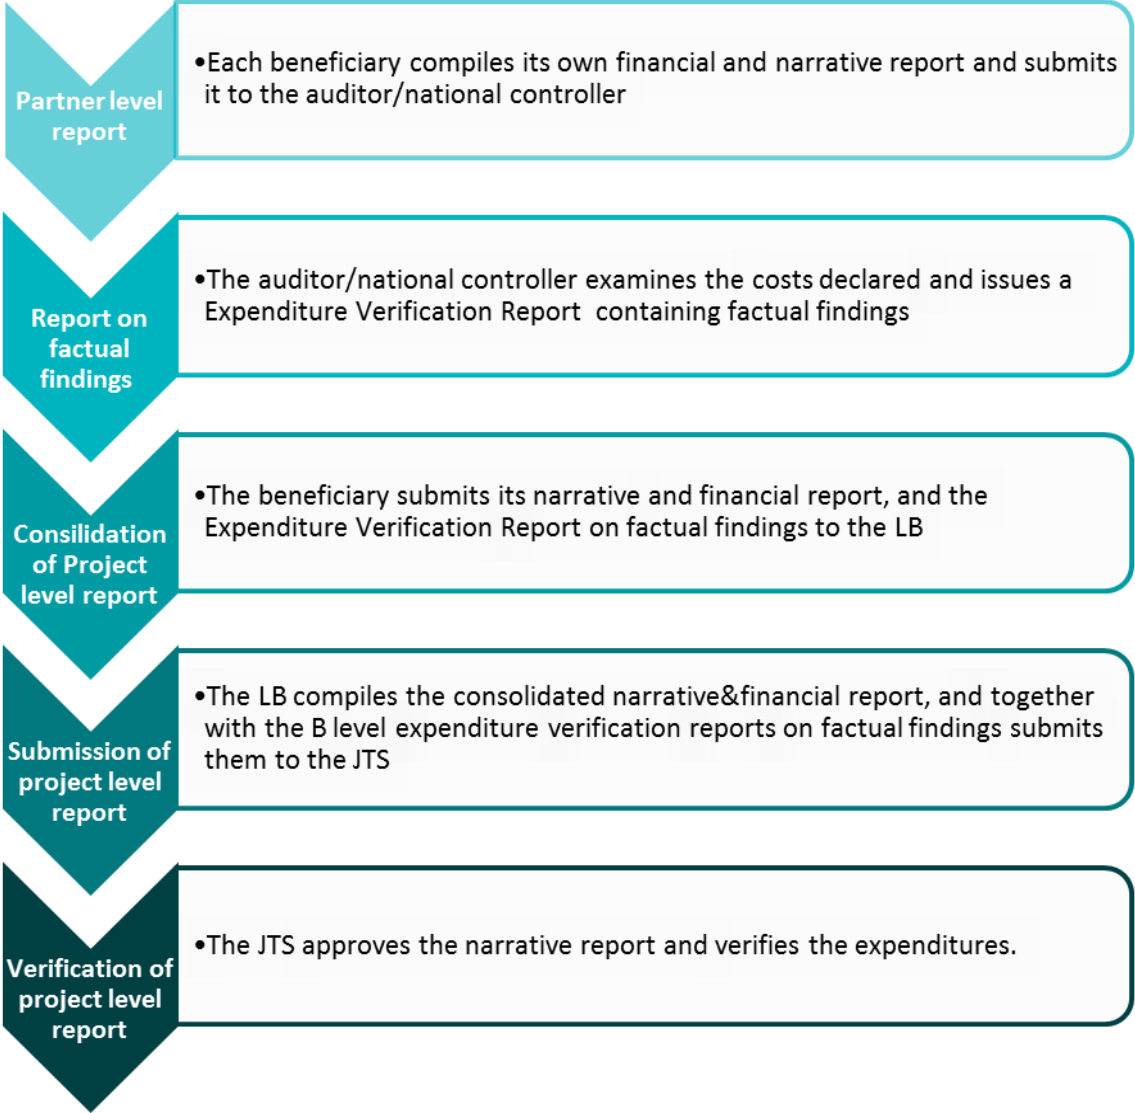 Partner level
report
•Each beneficiary compiles its own financial and narrative report and submits
it to the auditor/national controller
Report on
factual
findings
•The auditor/national controller examines the costs declared and issues a
Expenditure Verification Report  containing factual findings
Consilidation
of Project
level report
•The beneficiary submits its narrative and financial report, and the
Expenditure Verification Report on factual findings to the LB
Submission of
project level
report
•The LB compiles the consolidated narrative&financial report, and together
with the B level expenditure verification reports on factual findings submits
them to the JTS
Verification of
project level
report
•The JTS approves the narrative report and verifies the expenditures.